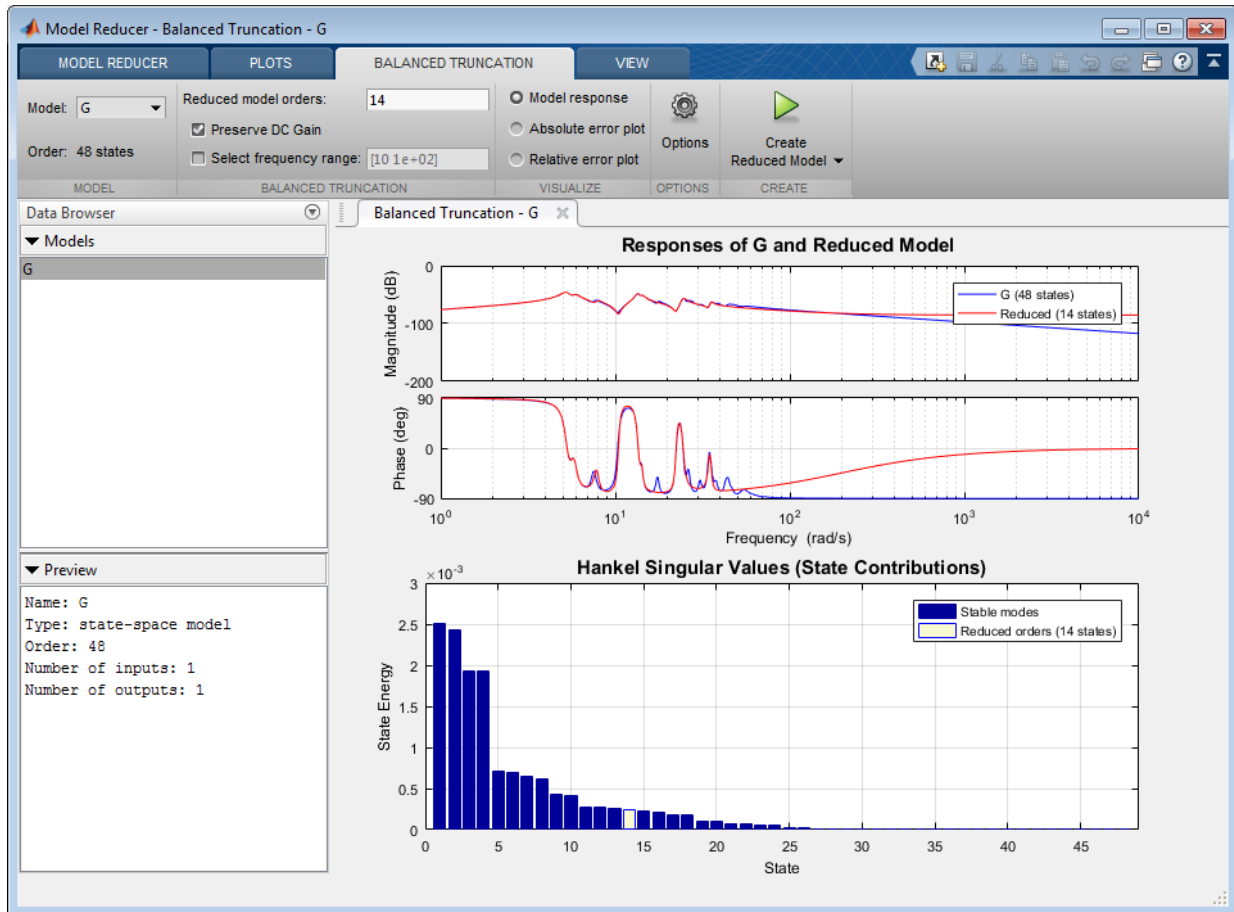 Model Reducer - Balanced Truncation - G
MODEL REDUCER
PLOTS
BALANCED TRUNCATION
VIEW
Model: G
Order: 48 states
MODEL
Reduced model orders: 14
Preserve DC Gain
Select frequency range: [10 1e+02]
BALANCED TRUNCATION
Model response
Absolute error plot
Relative error plot
VISUALIZE
Options
OPTIONS
Create
Reduced Model
CREATE
Data Browser
Models
G
Preview
Name: G
Type: state-space model
Order: 48
Number of inputs: 1
Number of outputs: 1
Balanced Truncation - G
Responses of G and Reduced Model
Magnitude (dB)
0
-100
-200
G (48 states)
Reduced (14 states)
Phase (deg)
90
0
-90
10^0 10^1 10^2 10^3 10^4
Frequency (rad/s)
Hankel Singular Values (State Contributions)
×10^-3
State Energy
3
2.5
2
1.5
1
0.5
0
Stable modes
Reduced orders (14 states)
0 5 10 15 20 25 30 35 40 45
State